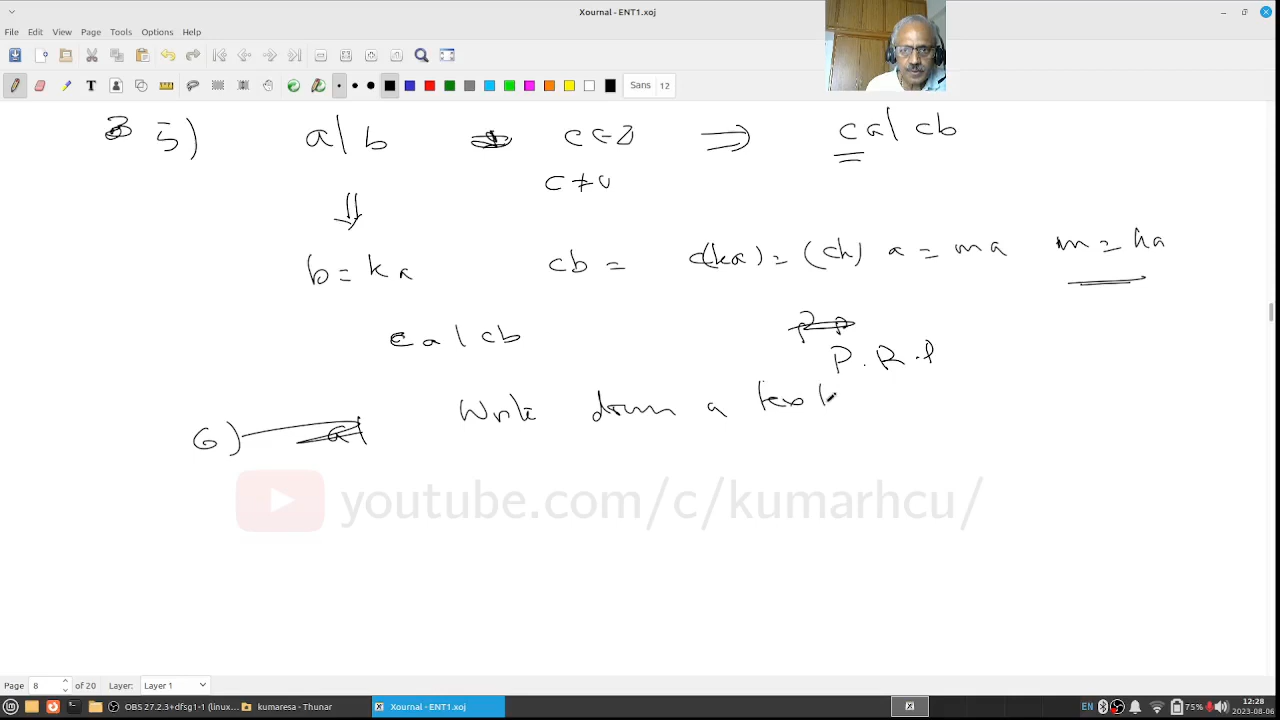 Xournal - ENT1.xoj
File Edit View Page Tools Options Help
T Sans 12
5) a | b c ∈ Z ⇒ ca | cb
c ≠ 0
⇓
b = ka cb = c(ka) = (ck) a = ma m = ka
ca | cb
P.R.P
Write down a
6) a|
youtube.com/c/kumarhcu/
Page 8 of 20 Layer: Layer 1
OBS 27.2.3+dfsg1-1 (linux... kumaresa - Thunar Xournal - ENT1.xoj EN 75% 12:28
2023-08-06